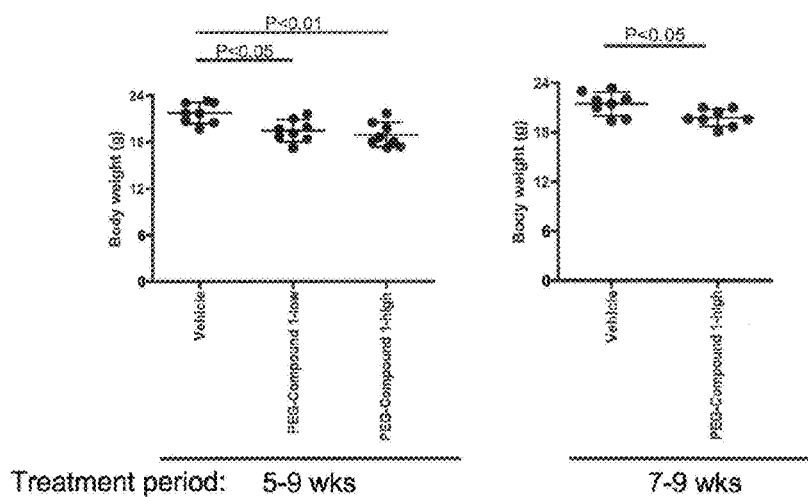 P<0.01
P<0.05
24
18
12
6
0
Body weight (g)
Vehicle
PEG-Compound 1-low
PEG-Compound 1-high
P<0.05
24
18
12
6
0
Body weight (g)
Vehicle
PEG-Compound 1-high
Treatment period: 5-9 wks 7-9 wks